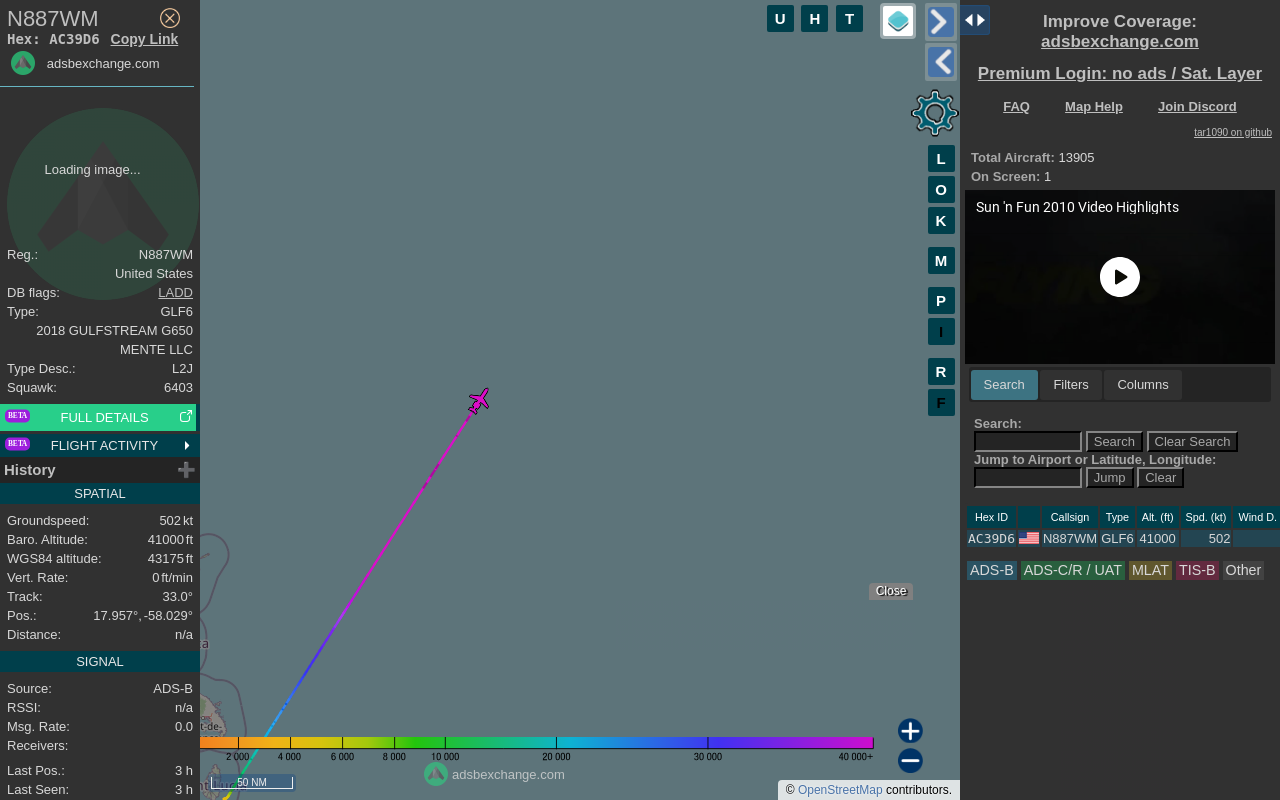 N887WM
Hex: AC39D6 Copy Link
adsbexchange.com
Loading image...
Reg.: N887WM
United States
DB flags: LADD
Type: GLF6
2018 GULFSTREAM G650
MENTE LLC
Type Desc.: L2J
Squawk: 6403
BETA FULL DETAILS
BETA FLIGHT ACTIVITY
History
SPATIAL
Groundspeed: 502 kt
Baro. Altitude: 41000 ft
WGS84 altitude: 43175 ft
Vert. Rate: 0 ft/min
Track: 33.0°
Pos.: 17.957°, -58.029°
Distance: n/a
SIGNAL
Source: ADS-B
RSSI: n/a
Msg. Rate: 0.0
Receivers:
Last Pos.: 3 h
Last Seen: 3 h
U H T
L
O
K
M
P
I
R
F
Close
2 000 4 000 6 000 8 000 10 000 20 000 30 000 40 000+
50 NM
adsbexchange.com
© OpenStreetMap contributors.
Improve Coverage:
adsbexchange.com
Premium Login: no ads / Sat. Layer
FAQ Map Help Join Discord
tar1090 on github
Total Aircraft: 13905
On Screen: 1
Sun 'n Fun 2010 Video Highlights
Search Filters Columns
Search:
Search Clear Search
Jump to Airport or Latitude, Longitude:
Jump Clear
Hex ID Callsign Type Alt. (ft) Spd. (kt) Wind D.
AC39D6 N887WM GLF6 41000 502
ADS-B ADS-C/R / UAT MLAT TIS-B Other